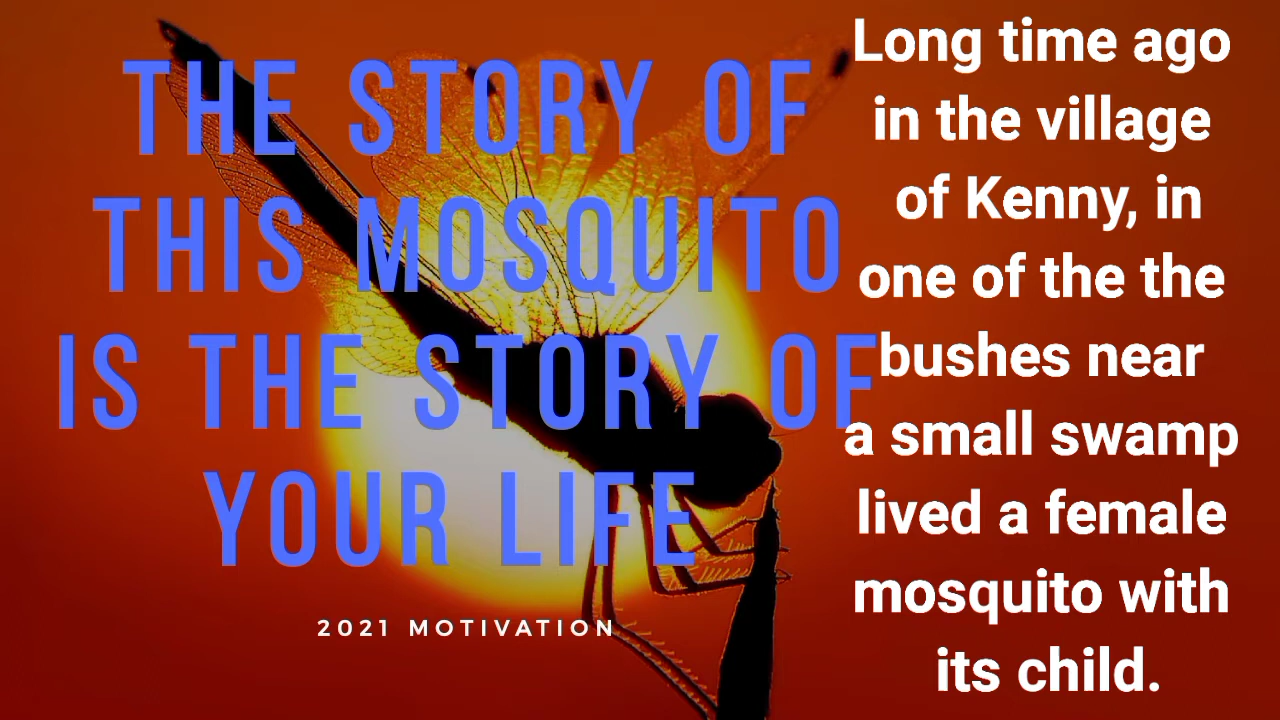 THE STORY OF
THIS MOSQUITO
IS THE STORY OF
YOUR LIFE
2021 MOTIVATION
Long time ago
in the village
of Kenny, in
one of the the
bushes near
a small swamp
lived a female
mosquito with
its child.